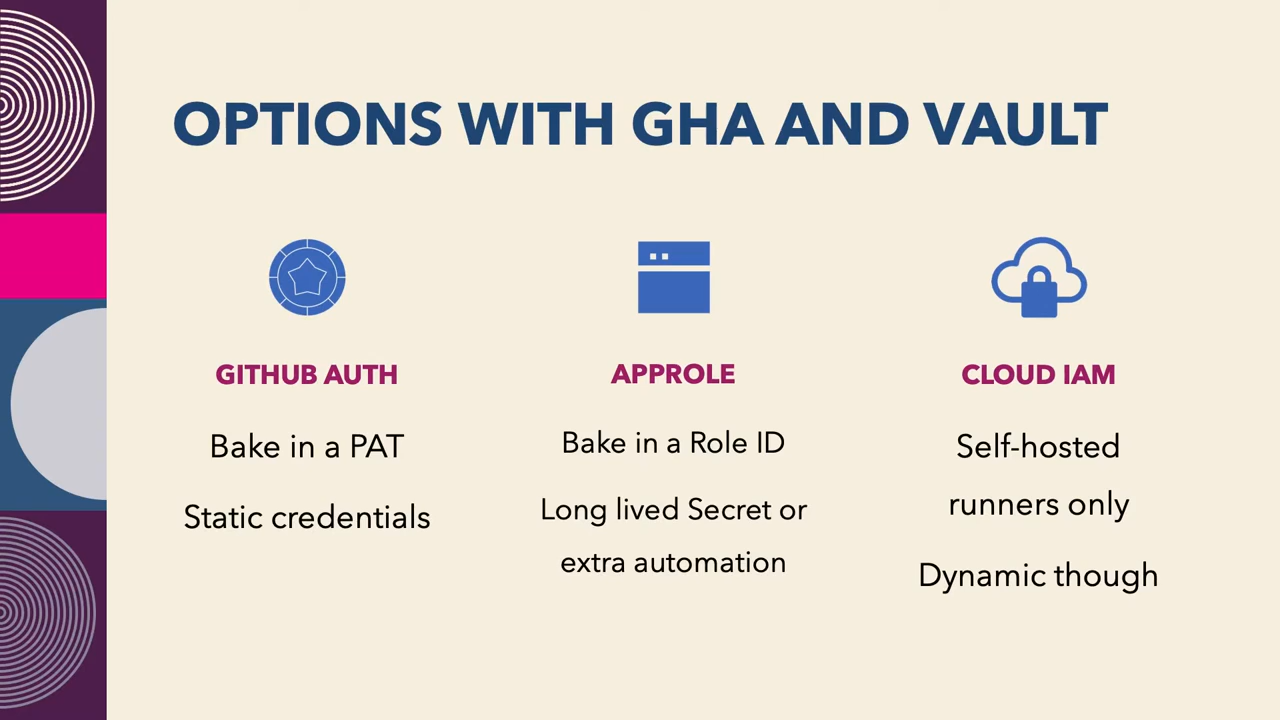 OPTIONS WITH GHA AND VAULT
GITHUB AUTH
Bake in a PAT
Static credentials
APPROLE
Bake in a Role ID
Long lived Secret or
extra automation
CLOUD IAM
Self-hosted
runners only
Dynamic though